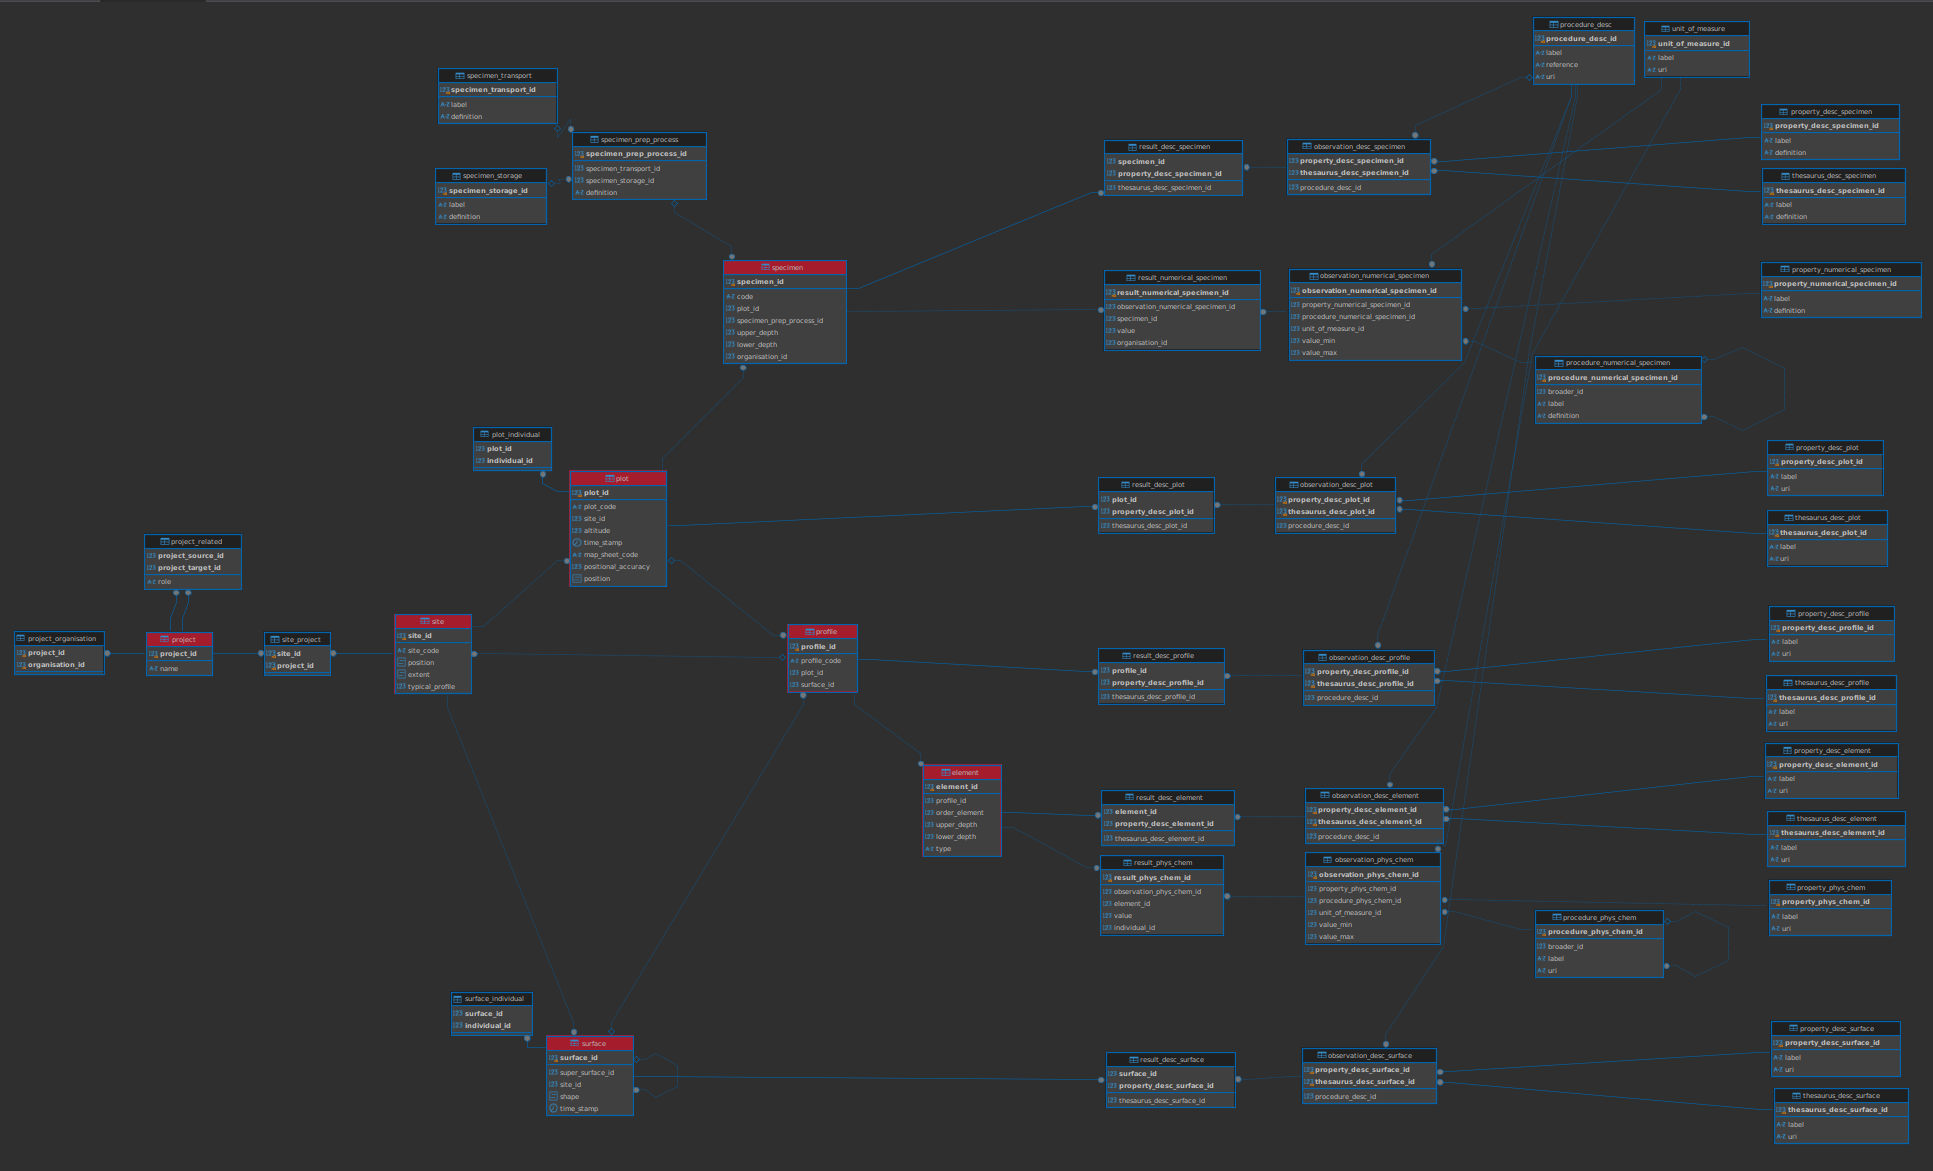 procedure_desc
procedure_desc_id
label
reference
uri
unit_of_measure
unit_of_measure_id
label
uri
specimen_transport
specimen_transport_id
label
definition
specimen_prep_process
specimen_prep_process_id
specimen_transport_id
specimen_storage_id
definition
specimen_storage
specimen_storage_id
label
definition
result_desc_specimen
specimen_id
property_desc_specimen_id
thesaurus_desc_specimen_id
observation_desc_specimen
property_desc_specimen_id
thesaurus_desc_specimen_id
procedure_desc_id
property_desc_specimen
property_desc_specimen_id
label
definition
thesaurus_desc_specimen
thesaurus_desc_specimen_id
label
definition
specimen
specimen_id
code
plot_id
specimen_prep_process_id
upper_depth
lower_depth
organisation_id
result_numerical_specimen
result_numerical_specimen_id
observation_numerical_specimen_id
specimen_id
value
organisation_id
observation_numerical_specimen
observation_numerical_specimen_id
property_numerical_specimen_id
procedure_numerical_specimen_id
unit_of_measure_id
value_min
value_max
property_numerical_specimen
property_numerical_specimen_id
label
definition
procedure_numerical_specimen
procedure_numerical_specimen_id
broader_id
label
definition
plot_individual
plot_id
individual_id
plot
plot_id
plot_code
site_id
altitude
time_stamp
map_sheet_code
positional_accuracy
position
result_desc_plot
plot_id
property_desc_plot_id
thesaurus_desc_plot_id
observation_desc_plot
property_desc_plot_id
thesaurus_desc_plot_id
procedure_desc_id
property_desc_plot
property_desc_plot_id
label
uri
thesaurus_desc_plot
thesaurus_desc_plot_id
label
uri
project_related
project_source_id
project_target_id
role
project_organisation
project_id
organisation_id
project
project_id
name
site_project
site_id
project_id
site
site_id
site_code
position
extent
typical_profile
profile
profile_id
profile_code
plot_id
surface_id
result_desc_profile
profile_id
property_desc_profile_id
thesaurus_desc_profile_id
observation_desc_profile
property_desc_profile_id
thesaurus_desc_profile_id
procedure_desc_id
property_desc_profile
property_desc_profile_id
label
uri
thesaurus_desc_profile
thesaurus_desc_profile_id
label
uri
element
element_id
profile_id
order_element
upper_depth
lower_depth
type
result_desc_element
element_id
property_desc_element_id
thesaurus_desc_element_id
observation_desc_element
property_desc_element_id
thesaurus_desc_element_id
procedure_desc_id
property_desc_element
property_desc_element_id
label
uri
thesaurus_desc_element
thesaurus_desc_element_id
label
uri
result_phys_chem
result_phys_chem_id
observation_phys_chem_id
element_id
value
individual_id
observation_phys_chem
observation_phys_chem_id
property_phys_chem_id
procedure_phys_chem_id
unit_of_measure_id
value_min
value_max
property_phys_chem
property_phys_chem_id
label
uri
procedure_phys_chem
procedure_phys_chem_id
broader_id
label
uri
surface_individual
surface_id
individual_id
surface
surface_id
super_surface_id
site_id
shape
time_stamp
result_desc_surface
surface_id
property_desc_surface_id
thesaurus_desc_surface_id
observation_desc_surface
property_desc_surface_id
thesaurus_desc_surface_id
procedure_desc_id
property_desc_surface
property_desc_surface_id
label
uri
thesaurus_desc_surface
thesaurus_desc_surface_id
label
uri